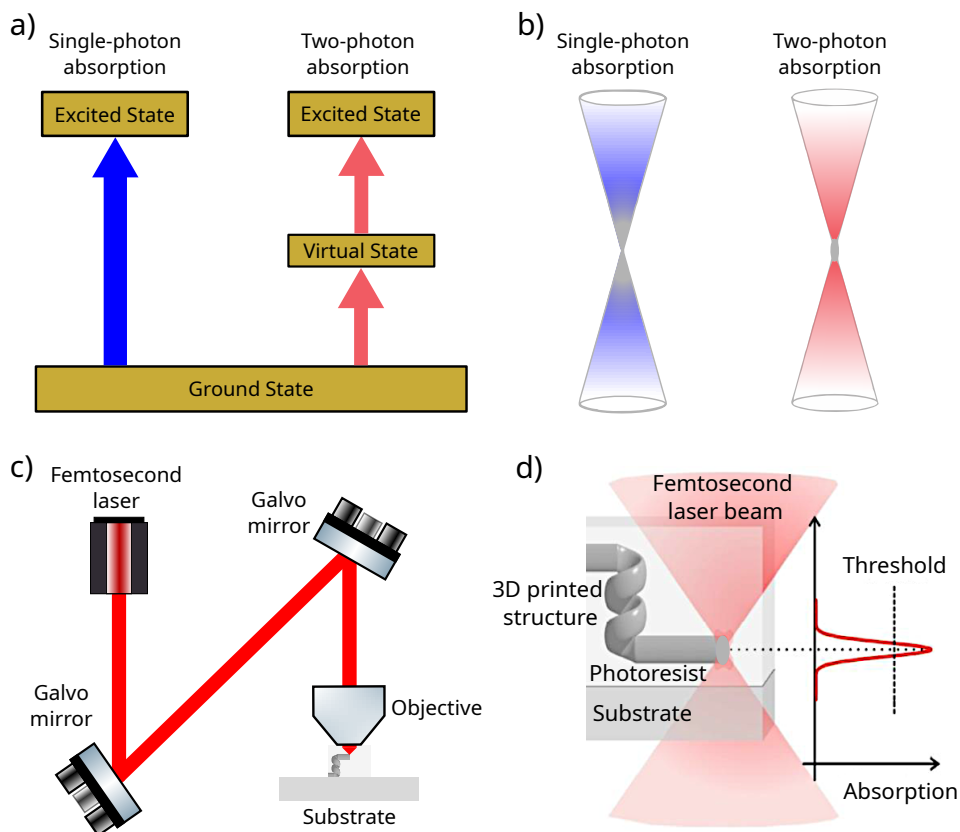 a)
Single-photon
absorption
Two-photon
absorption
Excited State
Excited State
Virtual State
Ground State
b)
Single-photon
absorption
Two-photon
absorption
c)
Femtosecond
laser
Galvo
mirror
Galvo
mirror
Objective
Substrate
d)
Femtosecond
laser beam
3D printed
structure
Threshold
Photoresist
Substrate
Absorption